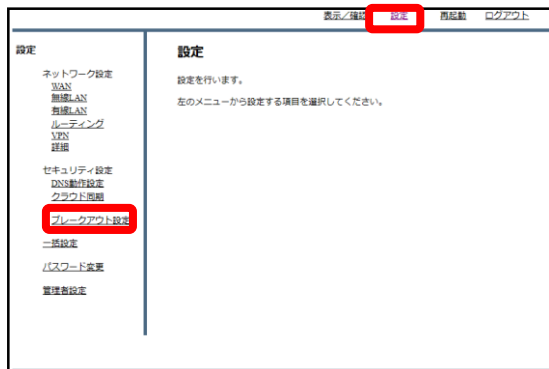 表示／確認 設定 再起動 ログアウト
設定
ネットワーク設定
WAN
無線LAN
有線LAN
ルーティング
VPN
詳細
セキュリティ設定
DNS動作設定
クラウド同期
ブレークアウト設定
一括設定
パスワード変更
管理者設定
設定
設定を行います。
左のメニューから設定する項目を選択してください。